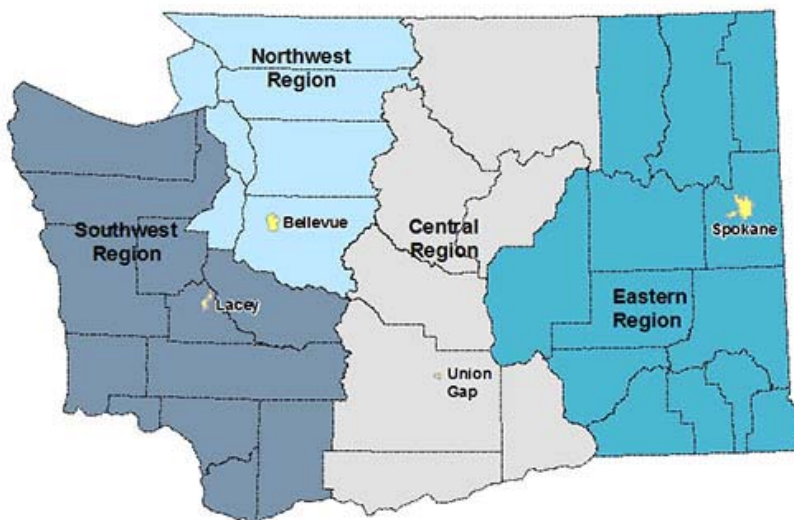 Northwest
Region
Southwest
Region
Bellevue
Central
Region
Spokane
Lacey
Eastern
Region
Union
Gap